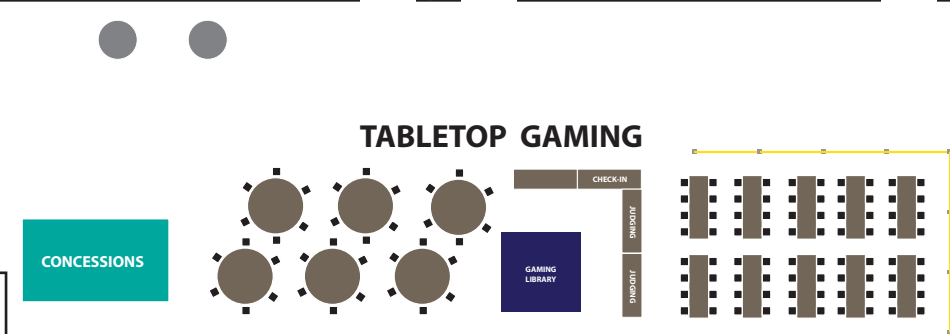 TABLETOP GAMING
CHECK-IN
JUDGING
CONCESSIONS
GAMING
LIBRARY
JUDGING